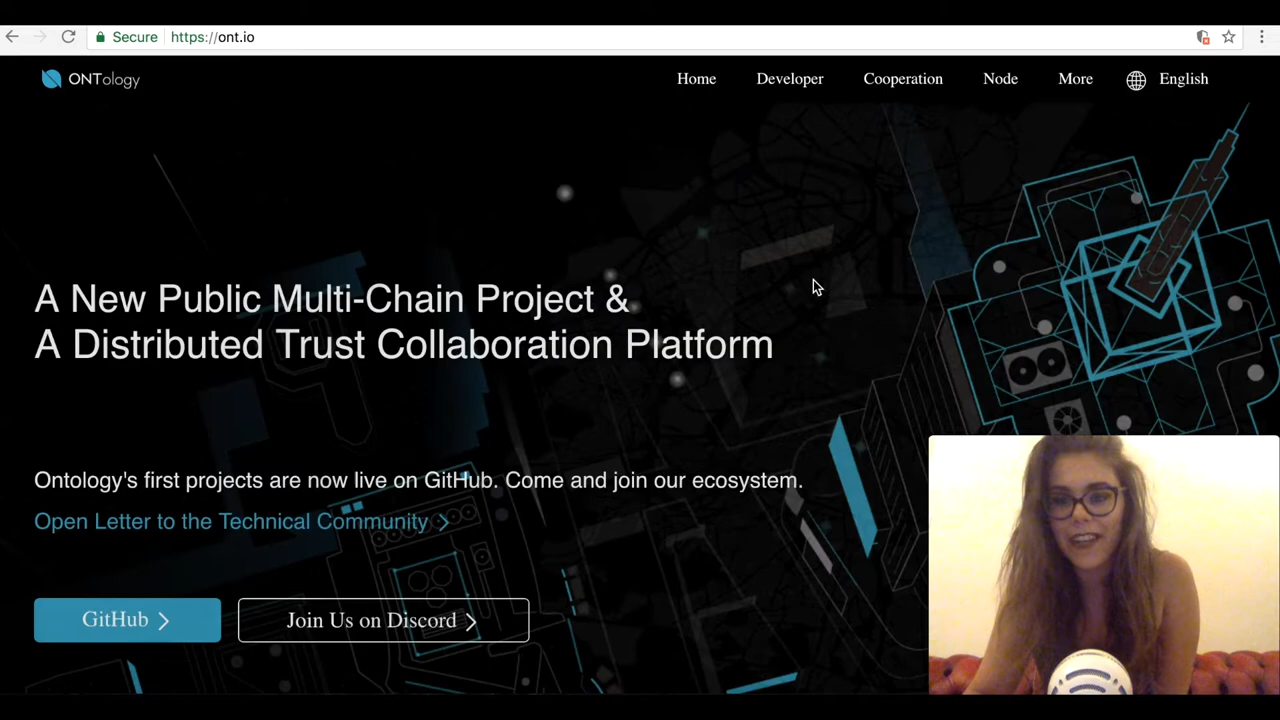 Secure
https://ont.io
ONTology
Home
Developer
Cooperation
Node
More
English
A New Public Multi-Chain Project &
A Distributed Trust Collaboration Platform
Ontology's first projects are now live on GitHub. Come and join our ecosystem.
Open Letter to the Technical Community >
GitHub >
Join Us on Discord >